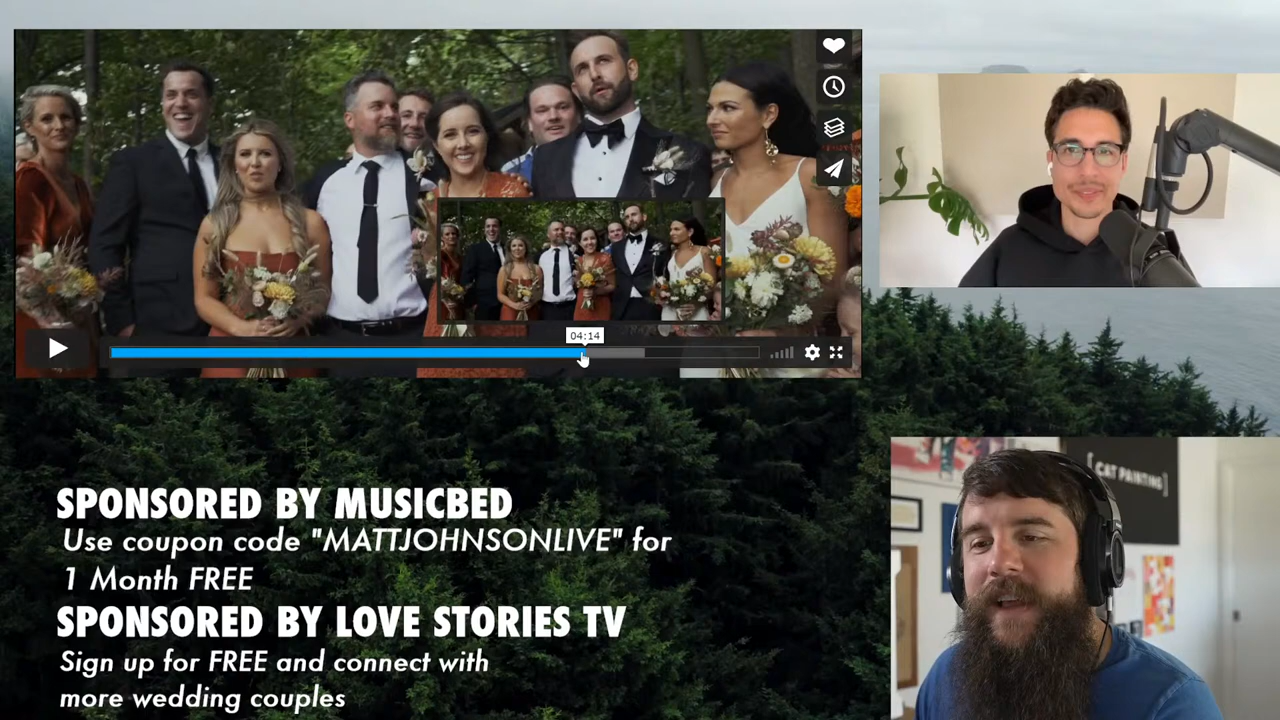 04:14
[CAT PAINTING]
SPONSORED BY MUSICBED
Use coupon code "MATTJOHNSONLIVE" for
1 Month FREE
SPONSORED BY LOVE STORIES TV
Sign up for FREE and connect with
more wedding couples